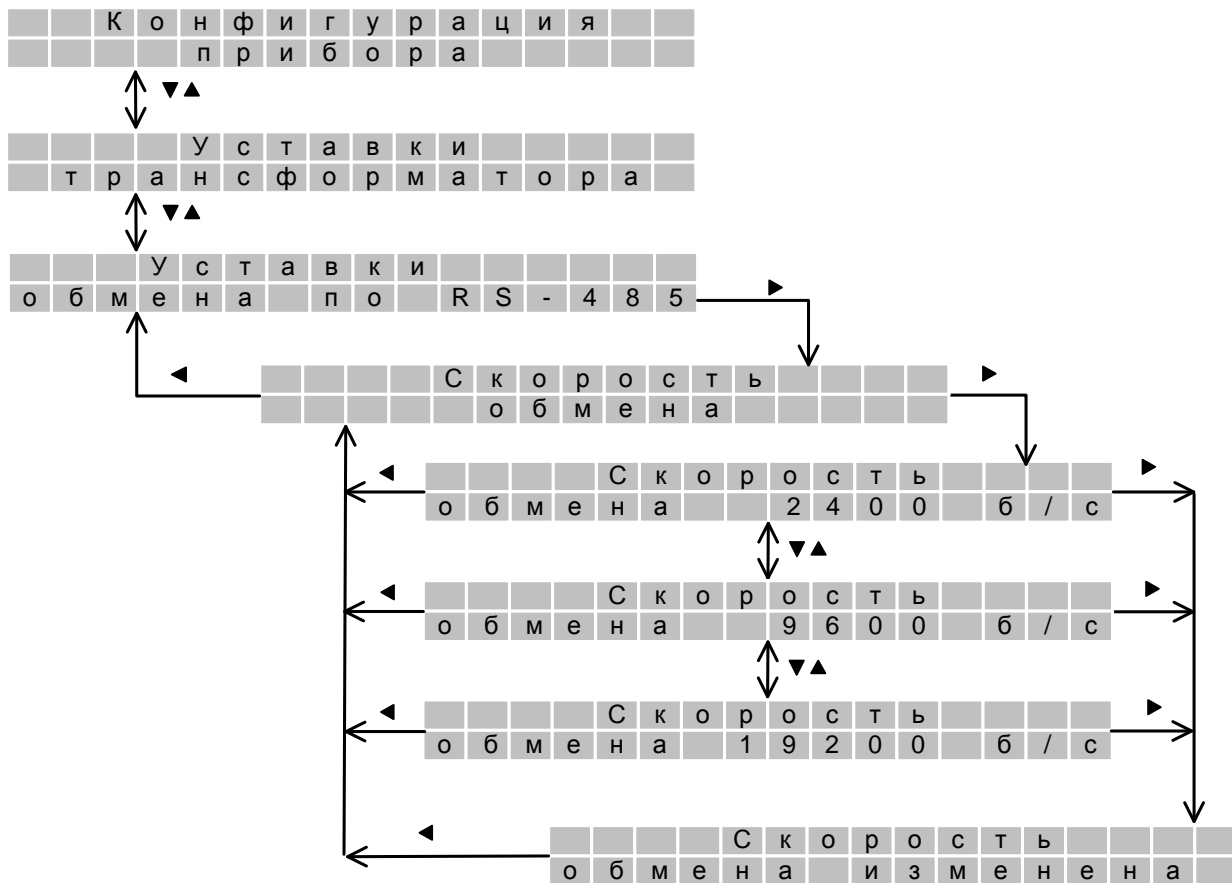 Конфигурация
прибора
▼▲
Уставки
трансформатора
▼▲
Уставки
обмена по RS-485
►
◄
Скорость
обмена
►
◄
Скорость
обмена 2400 б/с
►
▼▲
◄
Скорость
обмена 9600 б/с
►
▼▲
◄
Скорость
обмена 19200 б/с
►
◄
Скорость
обмена изменена